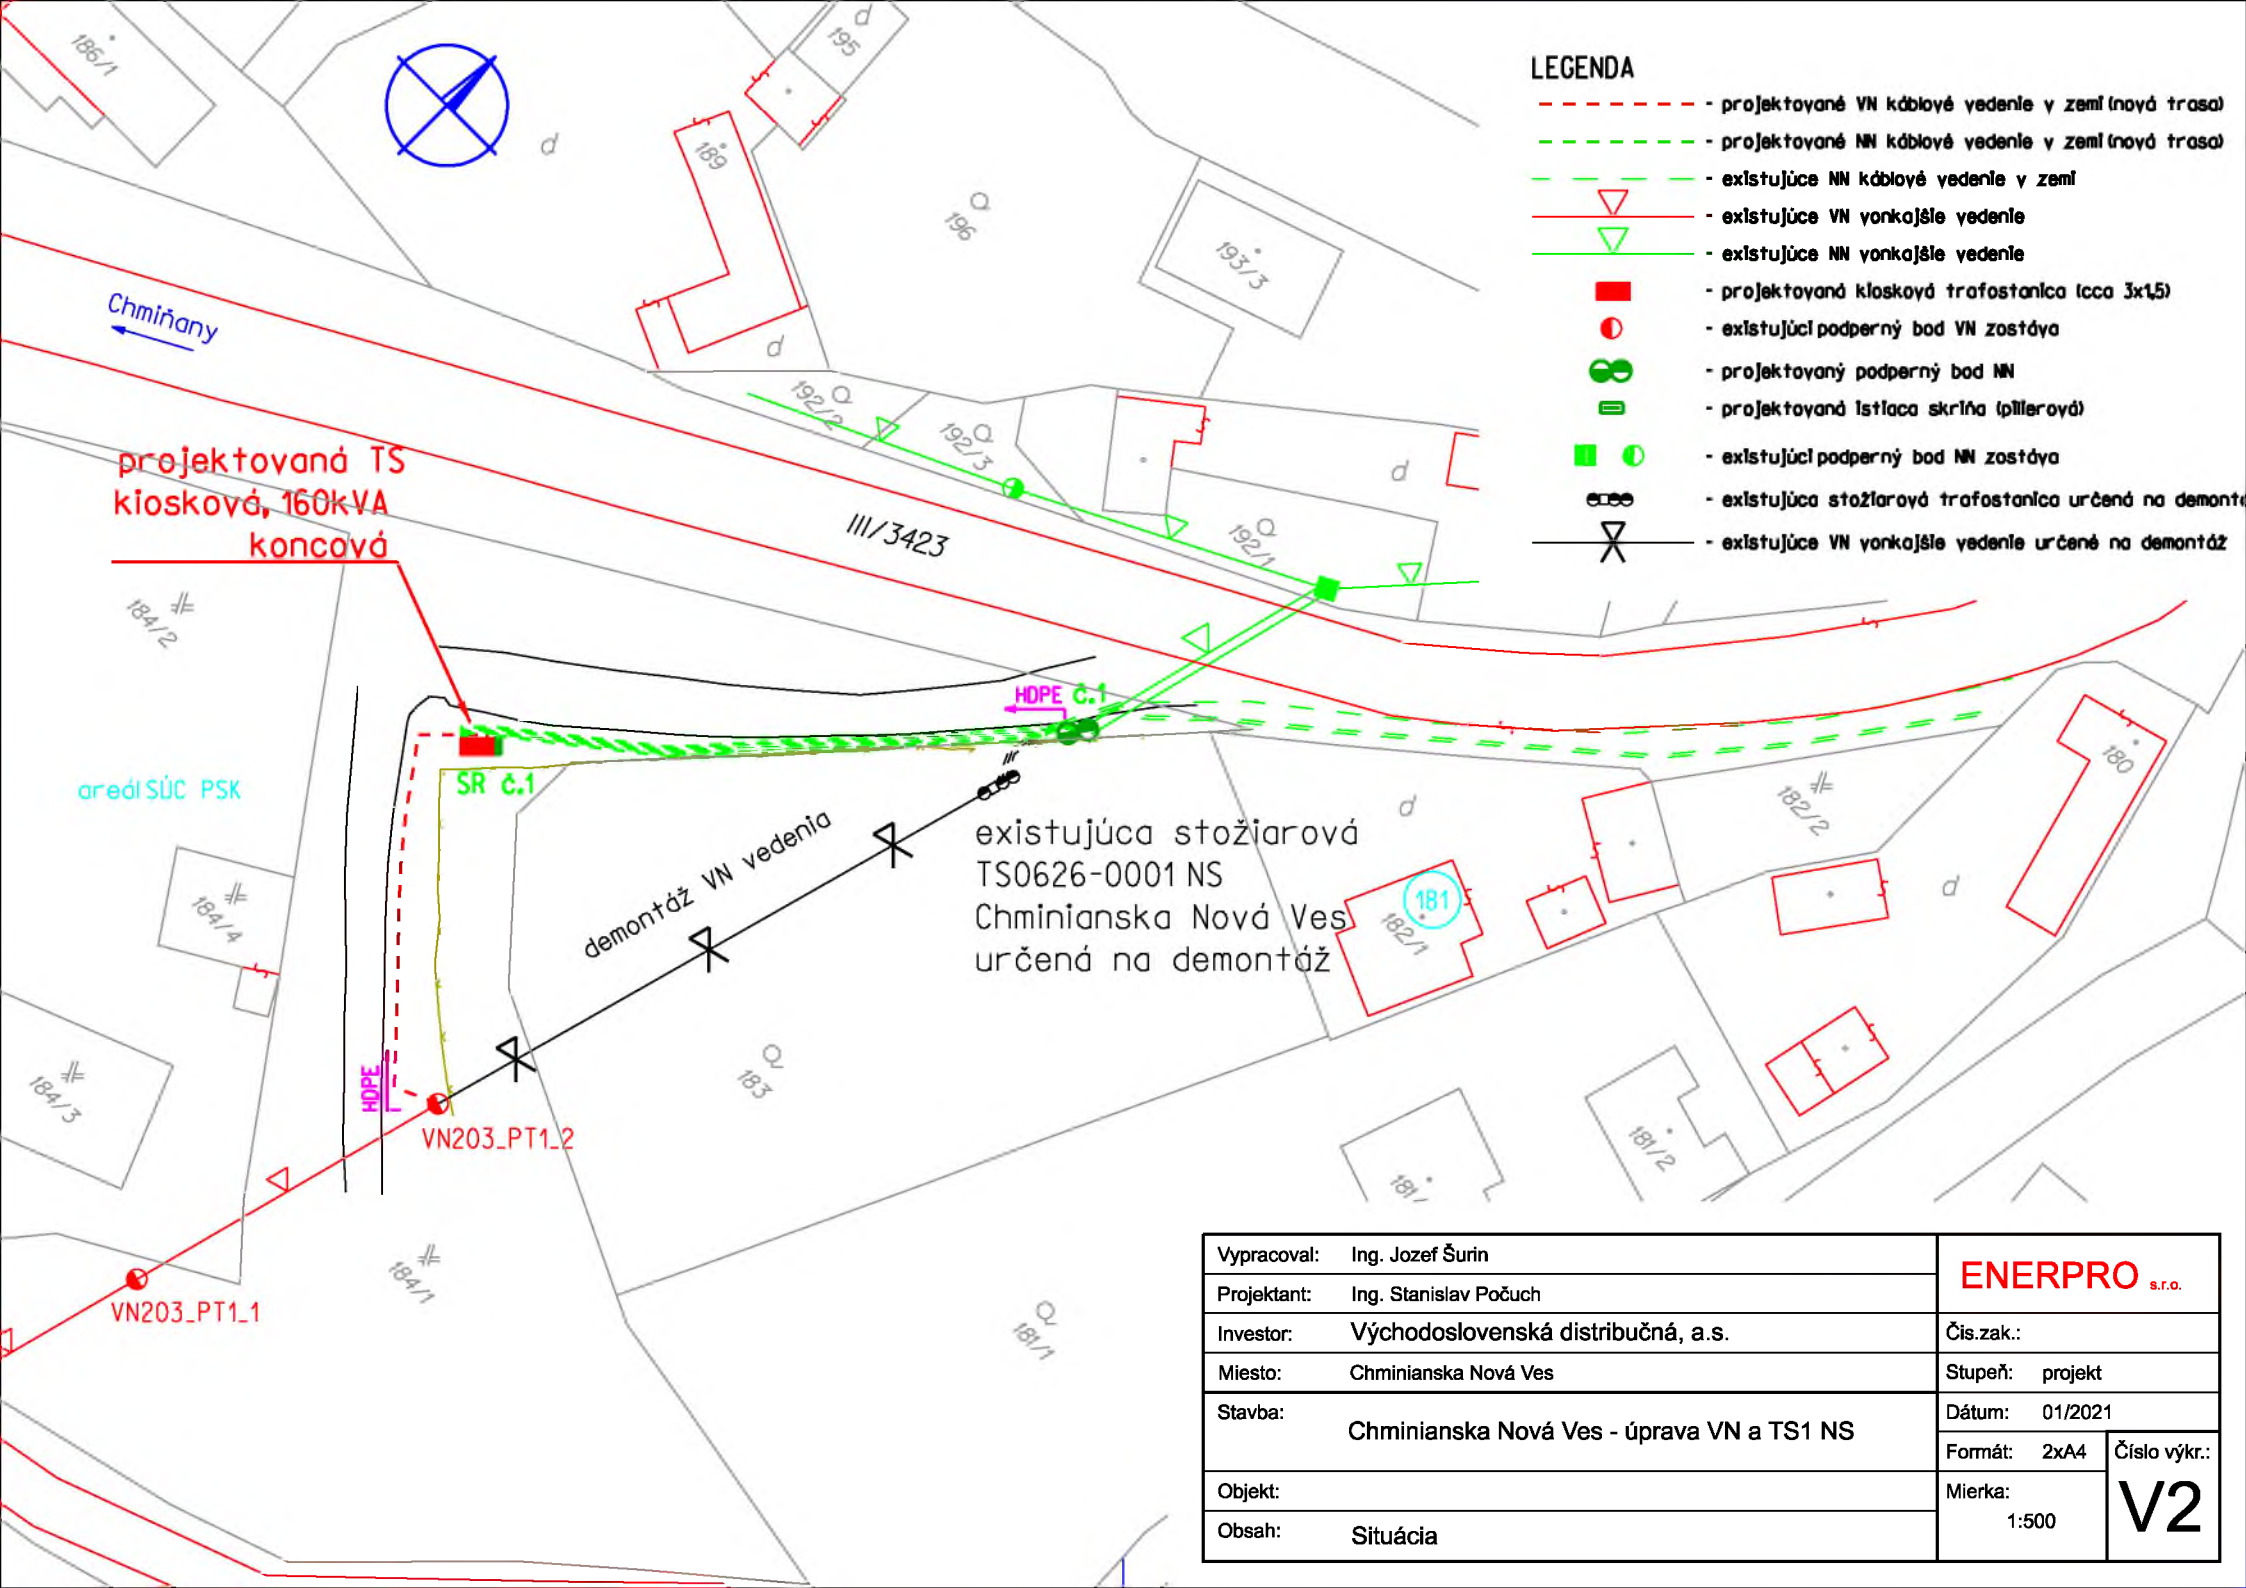 LEGENDA
- projektované VN káblové vedenie v zemi (nová trasa)
- projektované NN káblové vedenie v zemi (nová trasa)
- existujúce NN káblové vedenie v zemi
- existujúce VN vonkajšie vedenie
- existujúce NN vonkajšie vedenie
- projektovaná kiosková trafostanica (cca 3x1,5)
- existujúci podperný bod VN zostáva
- projektovaný podperný bod NN
- projektovaná istiaca skriňa (pilierová)
- existujúci podperný bod NN zostáva
- existujúca stožiarová trafostanica určená na demont
- existujúce VN vonkajšie vedenie určené na demontáž
186/1
195
d
d
189
196
193/3
Chmiňany
d
192/2
192/3
192/1
d
projektovaná TS
kiosková, 160kVA
koncová
III/3423
184/2
HDPE č.1
areál SÚC PSK
SR č.1
demontáž VN vedenia
existujúca stožiarová
TS0626-0001 NS
Chminianska Nová Ves
určená na demontáž
d
181
182/1
182/2
180
d
184/4
184/3
HDPE
VN203_PT1_2
183
181/
181/2
VN203_PT1_1
184/1
181/1
Vypracoval: Ing. Jozef Šurin
Projektant: Ing. Stanislav Počuch
Investor: Východoslovenská distribučná, a.s.
Miesto: Chminianska Nová Ves
Stavba: Chminianska Nová Ves - úprava VN a TS1 NS
Objekt:
Obsah: Situácia
ENERPRO s.r.o.
Čis.zak.:
Stupeň: projekt
Dátum: 01/2021
Formát: 2xA4
Číslo výkr.:
V2
Mierka:
1:500